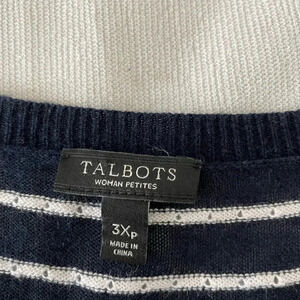 TALBOTS
WOMAN PETITES
3XP
MADE IN
CHINA